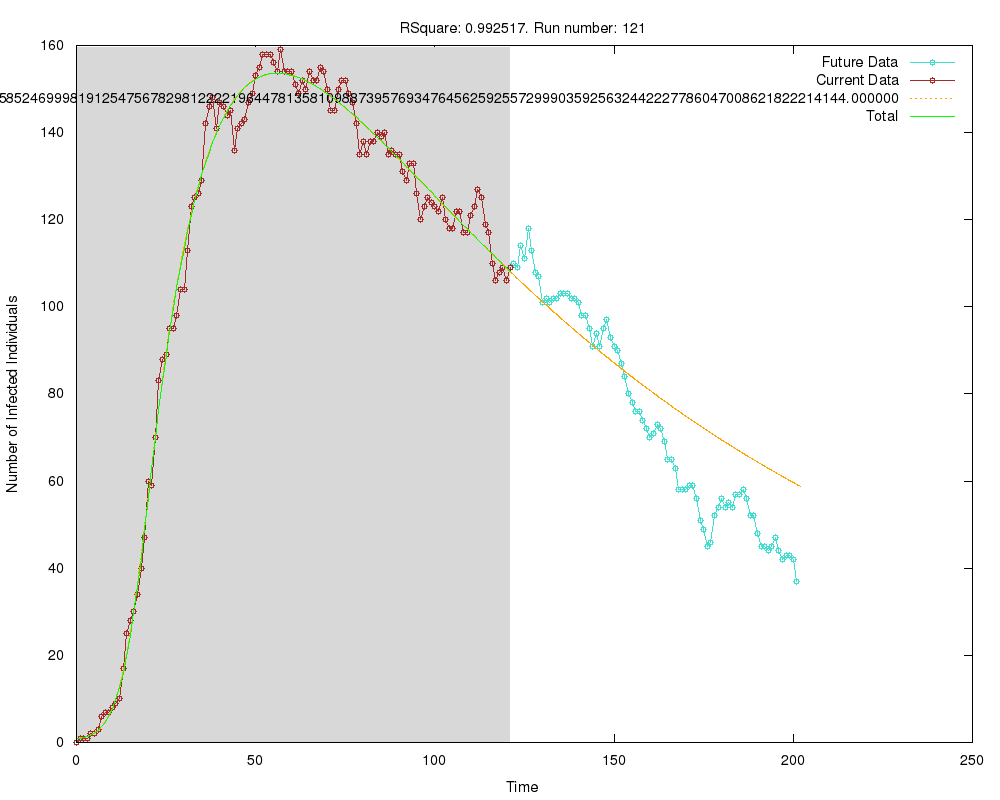 RSquare: 0.992517. Run number: 121
160
140
120
100
80
60
40
20
0
Number of Infected Individuals
Future Data
Current Data
Total
0
50
100
150
200
250
Time